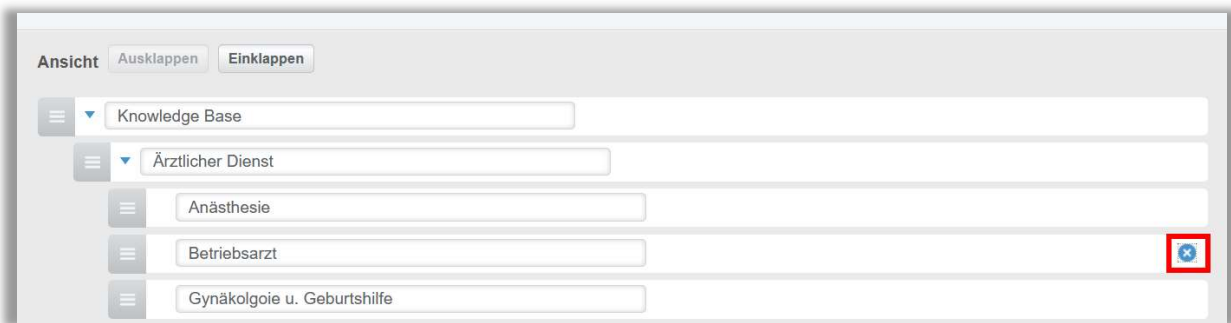 Ansicht Ausklappen Einklappen
Knowledge Base
Ärztlicher Dienst
Anästhesie
Betriebsarzt
Gynäkolgoie u. Geburtshilfe